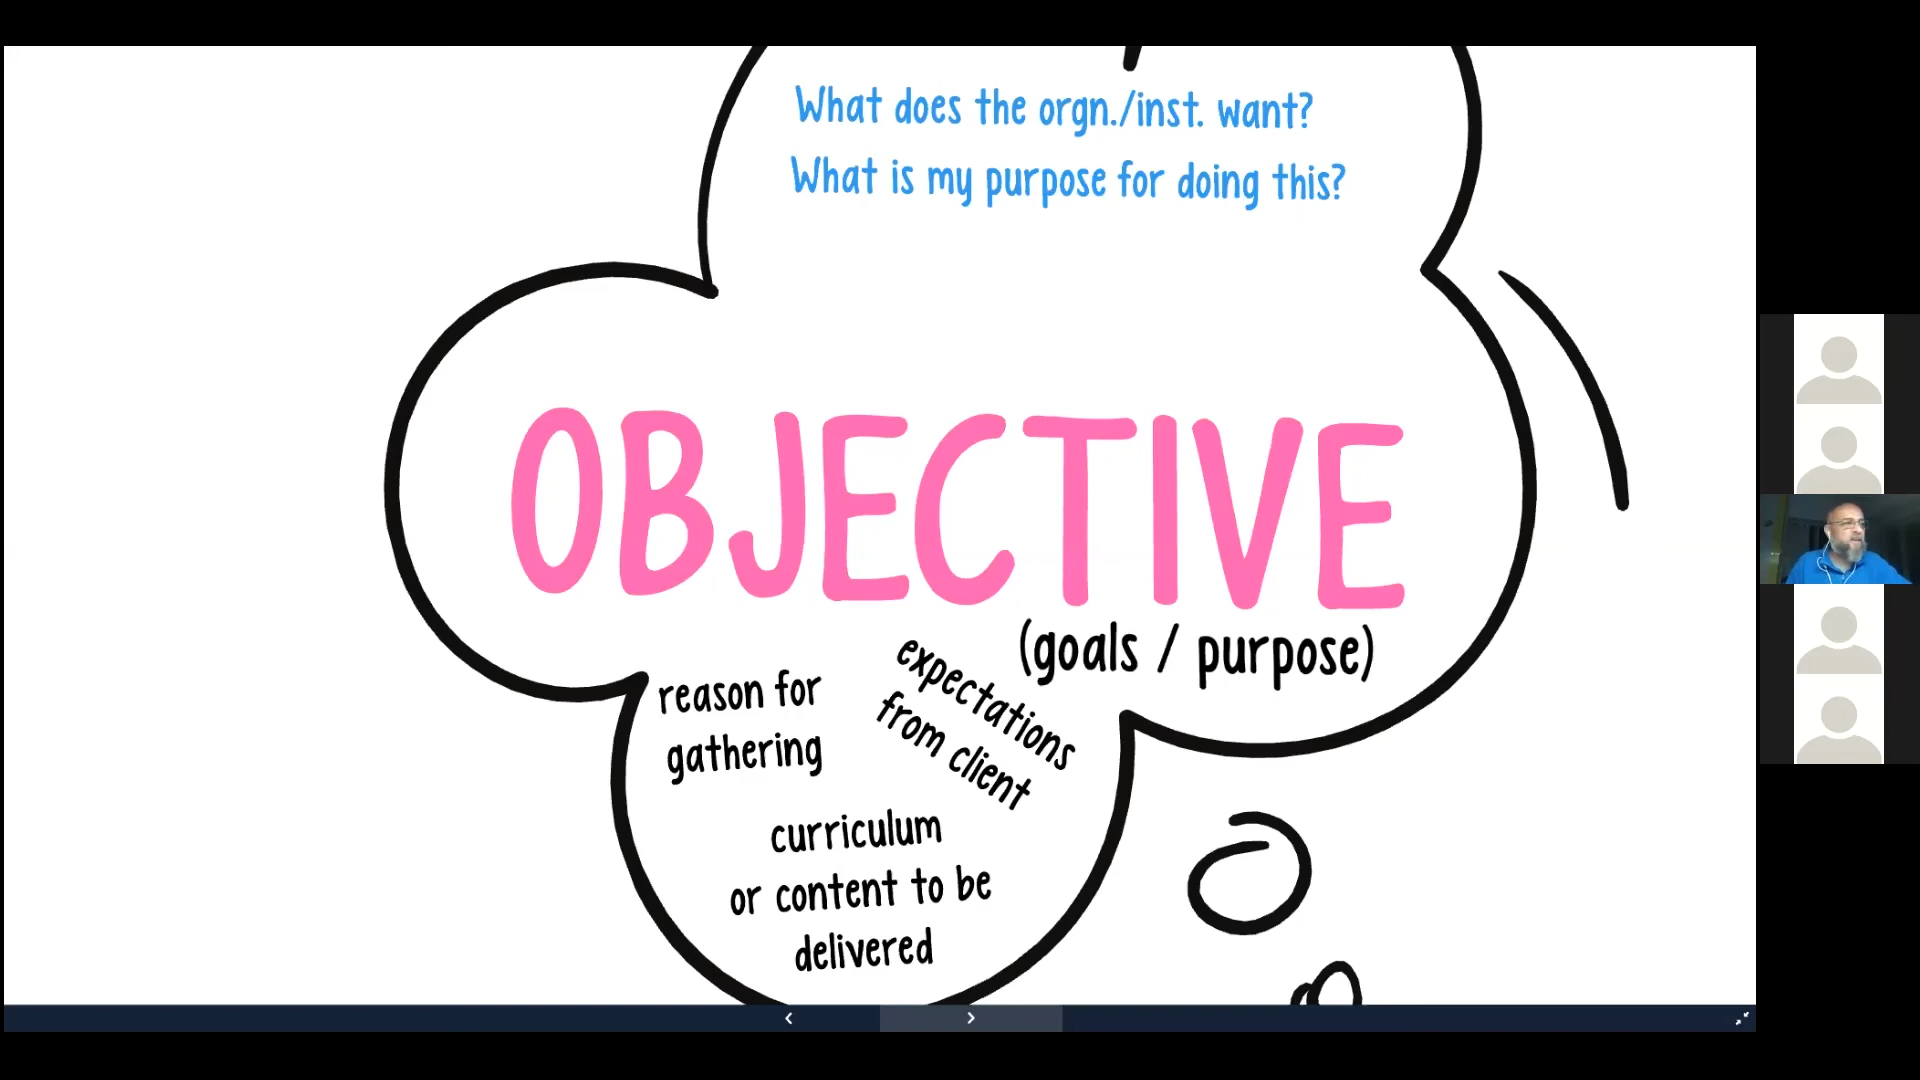 What does the orgn./inst. want?
What is my purpose for doing this?
OBJECTIVE
(goals / purpose)
reason for
gathering
expectations
from client
curriculum
or content to be
delivered